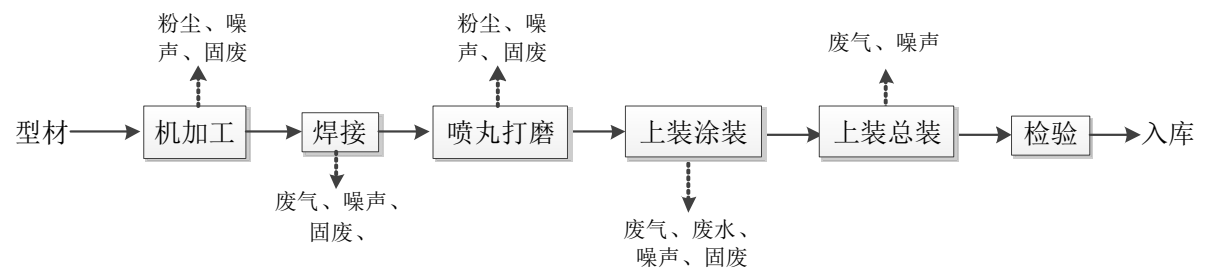 粉尘、噪
声、固废
粉尘、噪
声、固废
废气、噪声
型材
机加工
焊接
喷丸打磨
上装涂装
上装总装
检验
入库
废气、噪声、
固废、
废气、废水、
噪声、固废